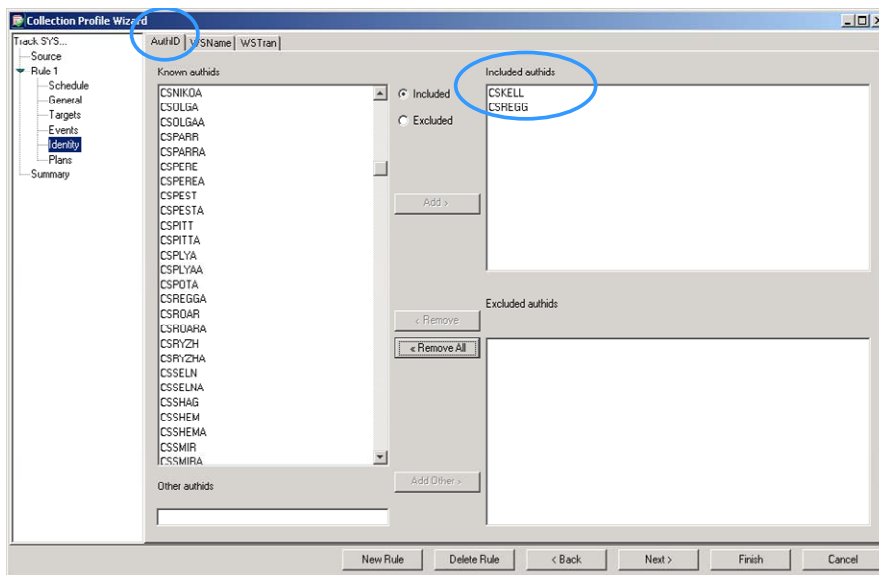 Collection Profile Wizard
Track SYS...
Source
Rule 1
Schedule
General
Targets
Events
Identity
Plans
Summary
AuthID
WSName
WSTran
Known authids
CSNIKOA
CSOLGA
CSOLGAA
CSPARR
CSPARRA
CSPERE
CSPEREA
CSPEST
CSPESTA
CSPITT
CSPITTA
CSPLYA
CSPLYAA
CSPOTA
CSREGGA
CSROAR
CSROARA
CSRYZH
CSRYZHA
CSSELN
CSSELNA
CSSHAG
CSSHEM
CSSHEMA
CSSMIR
CSSMIRA
Other authids
Included
Excluded
Add >
< Remove
« Remove All
Add Other >
Included authids
CSKELL
CSREGG
Excluded authids
New Rule
Delete Rule
< Back
Next >
Finish
Cancel